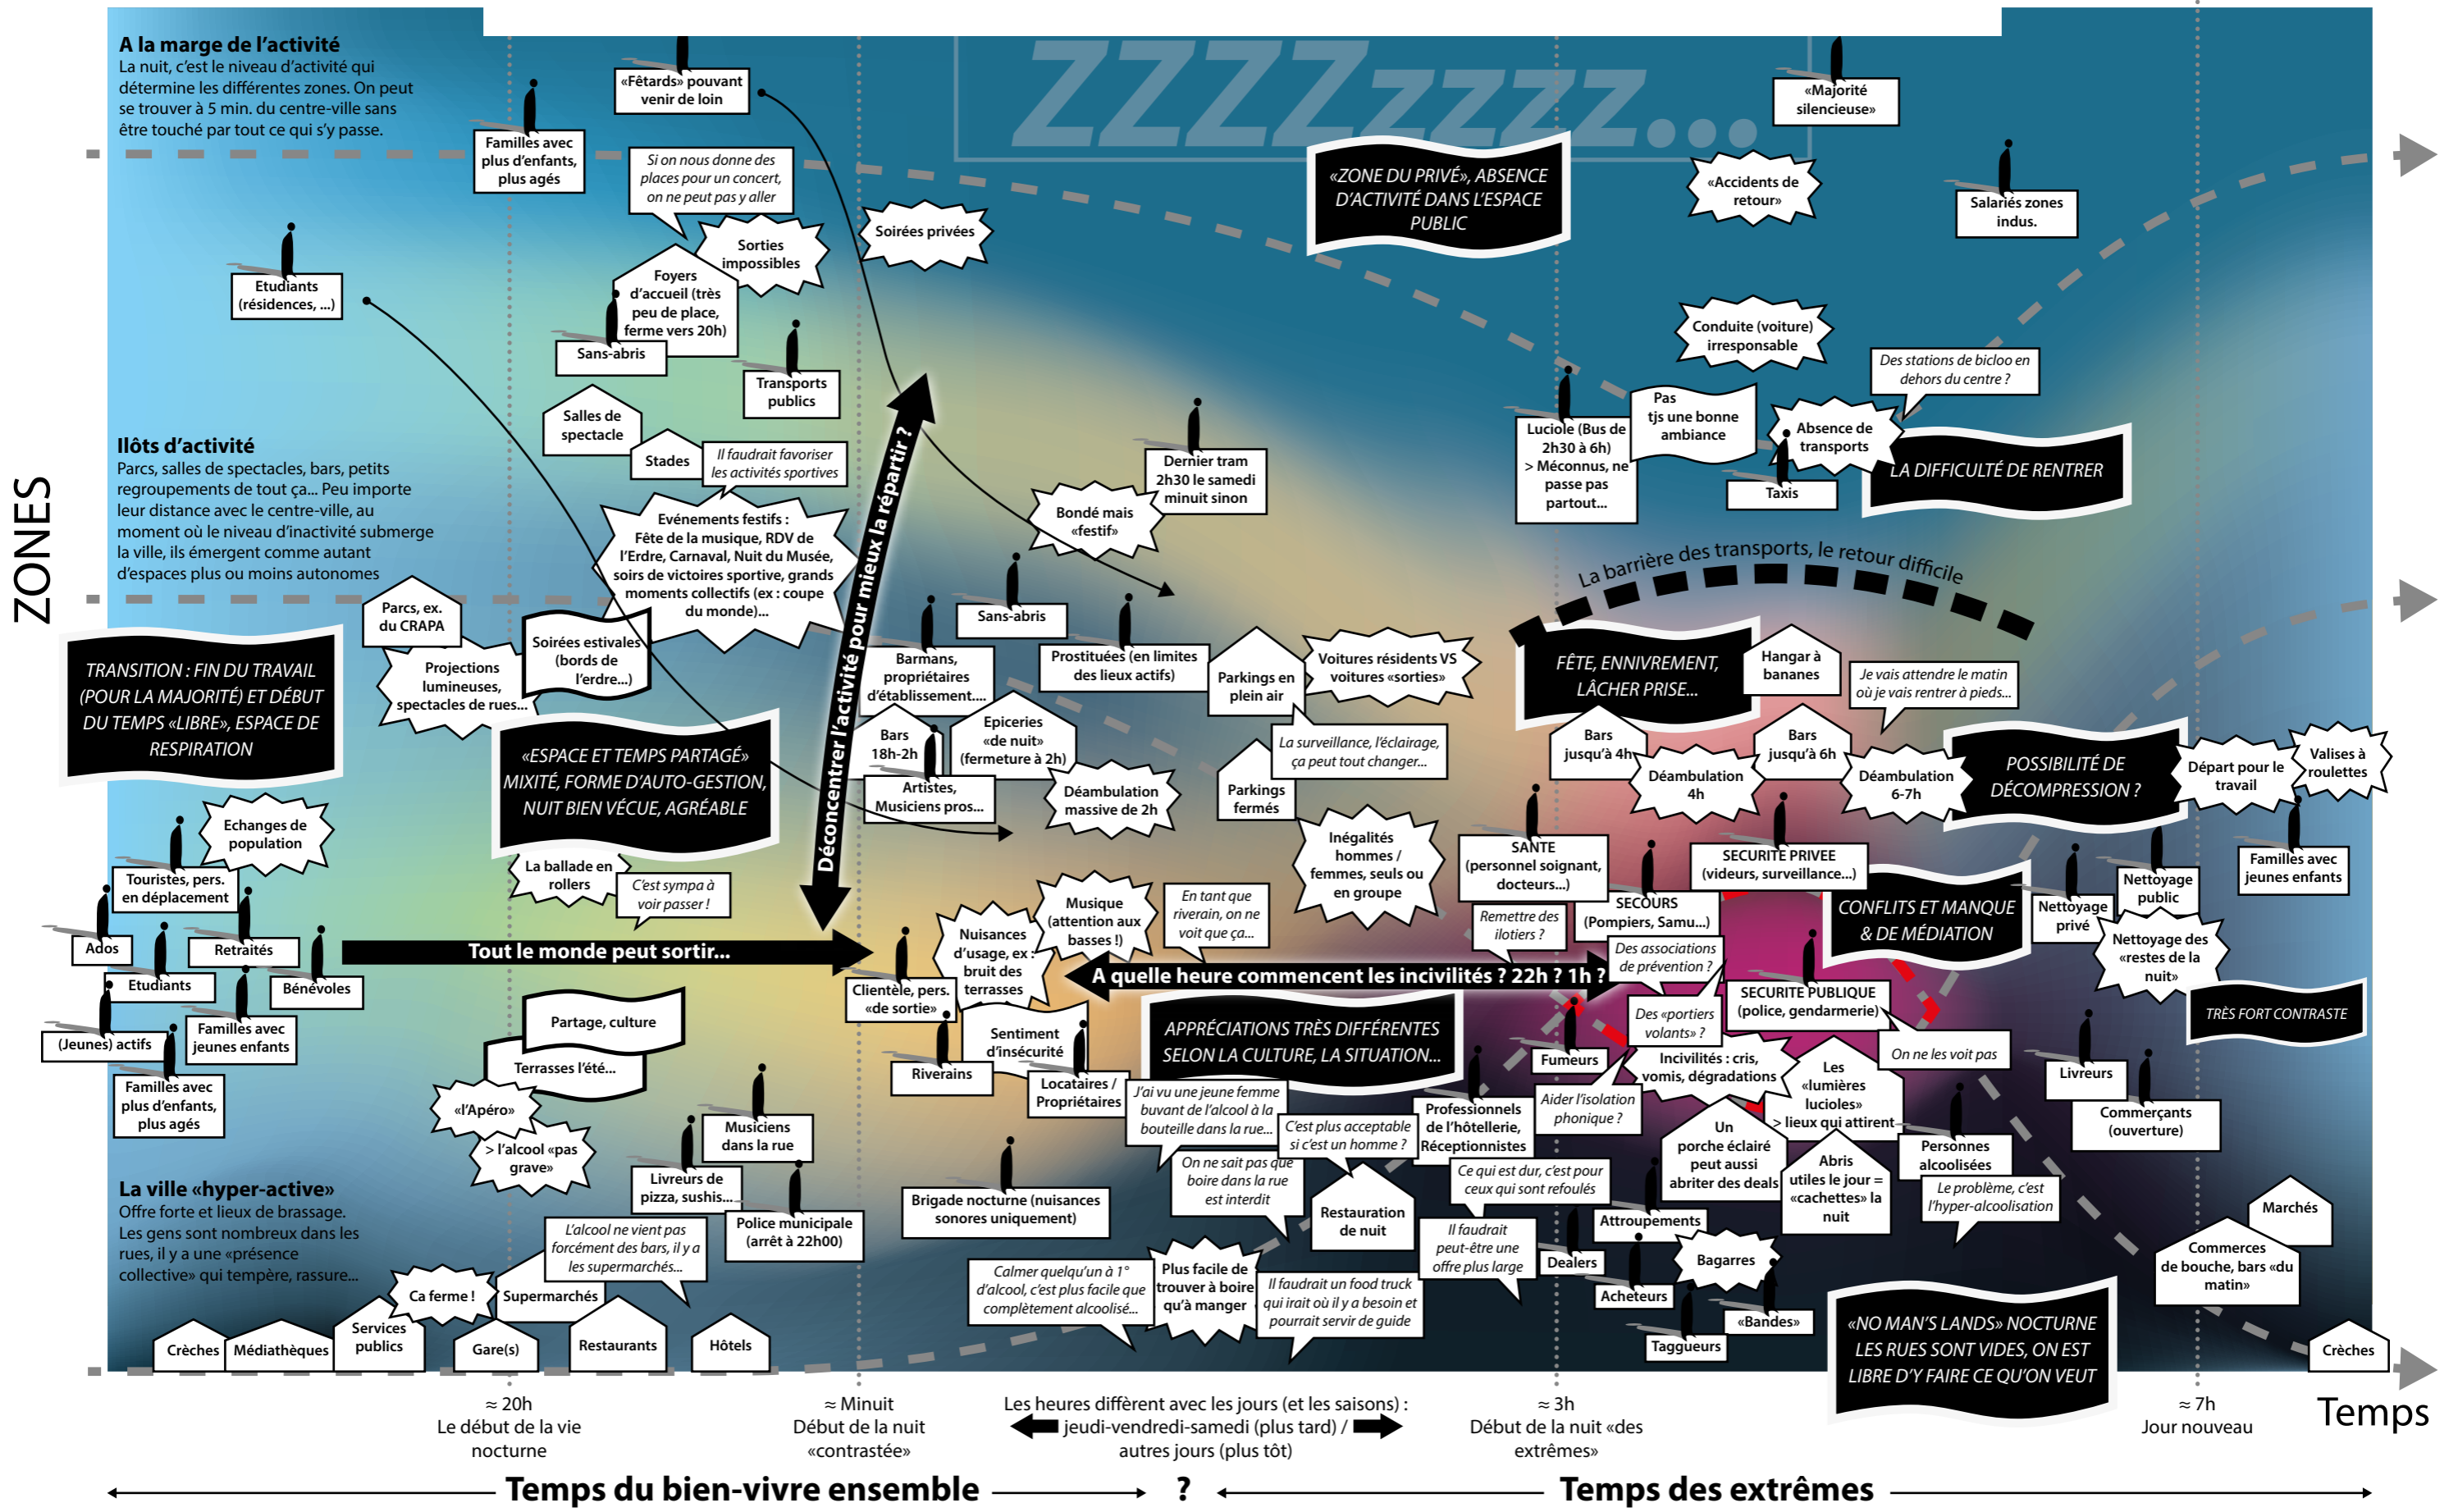 ZONES
A la marge de l'activité
La nuit, c'est le niveau d'activité qui
détermine les différentes zones. On peut
se trouver à 5 min. du centre-ville sans
être touché par tout ce qui s'y passe.
ZZZZzzzz...
«Fêtards» pouvant
venir de loin
Familles avec
plus d'enfants,
plus agés
Si on nous donne des
places pour un concert,
on ne peut pas y aller
Sorties
impossibles
Soirées privées
«ZONE DU PRIVÉ», ABSENCE
D'ACTIVITÉ DANS L'ESPACE
PUBLIC
«Majorité
silencieuse»
«Accidents de
retour»
Salariés zones
indus.
Etudiants
(résidences, ...)
Foyers
d'accueil (très
peu de place,
ferme vers 20h)
Sans-abris
Transports
publics
Salles de
spectacle
Stades
Il faudrait favoriser
les activités sportives
Conduite (voiture)
irresponsable
Des stations de bicloo en
dehors du centre ?
Luciole (Bus de
2h30 à 6h)
> Méconnus, ne
passe pas
partout...
Pas
tjs une bonne
ambiance
Absence de
transports
Taxis
LA DIFFICULTÉ DE RENTRER
Dernier tram
2h30 le samedi
minuit sinon
Bondé mais
«festif»
Ilôts d'activité
Parcs, salles de spectacles, bars, petits
regroupements de tout ça... Peu importe
leur distance avec le centre-ville, au
moment où le niveau d'inactivité submerge
la ville, ils émergent comme autant
d'espaces plus ou moins autonomes
Evénements festifs :
Fête de la musique, RDV de
l'Erdre, Carnaval, Nuit du Musée,
soirs de victoires sportive, grands
moments collectifs (ex : coupe
du monde)...
Déconcentrer l'activité pour mieux la répartir ?
La barrière des transports, le retour difficile
Parcs, ex.
du CRAPA
Projections
lumineuses,
spectacles de rues...
Soirées estivales
(bords de
l'erdre...)
TRANSITION : FIN DU TRAVAIL
(POUR LA MAJORITÉ) ET DÉBUT
DU TEMPS «LIBRE», ESPACE DE
RESPIRATION
«ESPACE ET TEMPS PARTAGÉ»
MIXITÉ, FORME D'AUTO-GESTION,
NUIT BIEN VÉCUE, AGRÉABLE
Sans-abris
Barmans,
propriétaires
d'établissement....
Prostituées (en limites
des lieux actifs)
Bars
18h-2h
Epiceries
«de nuit»
(fermeture à 2h)
Artistes,
Musiciens pros...
Déambulation
massive de 2h
Parkings en
plein air
Voitures résidents VS
voitures «sorties»
La surveillance, l'éclairage,
ça peut tout changer...
Parkings
fermés
FÊTE, ENNIVREMENT,
LÂCHER PRISE...
Hangar à
bananes
Je vais attendre le matin
où je vais rentrer à pieds...
Bars
jusqu'à 4h
Déambulation
4h
Bars
jusqu'à 6h
Déambulation
6-7h
POSSIBILITÉ DE
DÉCOMPRESSION ?
Départ pour le
travail
Valises à
roulettes
Familles avec
jeunes enfants
Echanges de
population
Touristes, pers.
en déplacement
Ados
Retraités
Etudiants
Bénévoles
(Jeunes) actifs
Familles avec
jeunes enfants
Familles avec
plus d'enfants,
plus agés
La ballade en
rollers
C'est sympa à
voir passer !
Tout le monde peut sortir...
Inégalités
hommes /
femmes, seuls ou
en groupe
SANTE
(personnel soignant,
docteurs...)
SECOURS
(Pompiers, Samu...)
SECURITE PRIVEE
(videurs, surveillance...)
CONFLITS ET MANQUE
& DE MÉDIATION
Nettoyage
privé
Nettoyage
public
Nettoyage des
«restes de la
nuit»
TRÈS FORT CONTRASTE
Nuisances
d'usage, ex :
bruit des
terrasses
Musique
(attention aux
basses !)
En tant que
riverain, on ne
voit que ça...
Remettre des
ilotiers ?
Des associations
de prévention ?
A quelle heure commencent les incivilités ? 22h ? 1h ?
Clientèle, pers.
«de sortie»
Sentiment
d'insécurité
Riverains
Locataires /
Propriétaires
APPRÉCIATIONS TRÈS DIFFÉRENTES
SELON LA CULTURE, LA SITUATION...
Des «portiers
volants» ?
SECURITE PUBLIQUE
(police, gendarmerie)
On ne les voit pas
Fumeurs
Incivilités : cris,
vomis, dégradations
Les
«lumières
lucioles»
> lieux qui attirent
Livreurs
Commerçants
(ouverture)
Partage, culture
Terrasses l'été...
«l'Apéro»
> l'alcool «pas
grave»
Musiciens
dans la rue
Livreurs de
pizza, sushis...
Police municipale
(arrêt à 22h00)
Brigade nocturne (nuisances
sonores uniquement)
J'ai vu une jeune femme
buvant de l'alcool à la
bouteille dans la rue...
C'est plus acceptable
si c'est un homme ?
On ne sait pas que
boire dans la rue
est interdit
Professionnels
de l'hôtellerie,
Réceptionnistes
Aider l'isolation
phonique ?
Un
porche éclairé
peut aussi
abriter des deals
Abris
utiles le jour =
«cachettes» la
nuit
Personnes
alcoolisées
Le problème, c'est
l'hyper-alcoolisation
Ce qui est dur, c'est pour
ceux qui sont refoulés
Restauration
de nuit
Il faudrait
peut-être une
offre plus large
Attroupements
Dealers
Acheteurs
Bagarres
«Bandes»
Taggueurs
La ville «hyper-active»
Offre forte et lieux de brassage.
Les gens sont nombreux dans les
rues, il y a une «présence
collective» qui tempère, rassure...
L'alcool ne vient pas
forcément des bars, il y a
les supermarchés...
Ca ferme !
Supermarchés
Crèches
Médiathèques
Services
publics
Gare(s)
Restaurants
Hôtels
Calmer quelqu'un à 1°
d'alcool, c'est plus facile que
complètement alcoolisé...
Plus facile de
trouver à boire
qu'à manger
Il faudrait un food truck
qui irait où il y a besoin et
pourrait servir de guide
«NO MAN'S LANDS» NOCTURNE
LES RUES SONT VIDES, ON EST
LIBRE D'Y FAIRE CE QU'ON VEUT
Marchés
Commerces
de bouche, bars «du
matin»
Crèches
≈ 20h
Le début de la vie
nocturne
≈ Minuit
Début de la nuit
«contrastée»
Les heures diffèrent avec les jours (et les saisons) :
jeudi-vendredi-samedi (plus tard) /
autres jours (plus tôt)
≈ 3h
Début de la nuit «des
extrêmes»
≈ 7h
Jour nouveau
Temps
Temps du bien-vivre ensemble
?
Temps des extrêmes